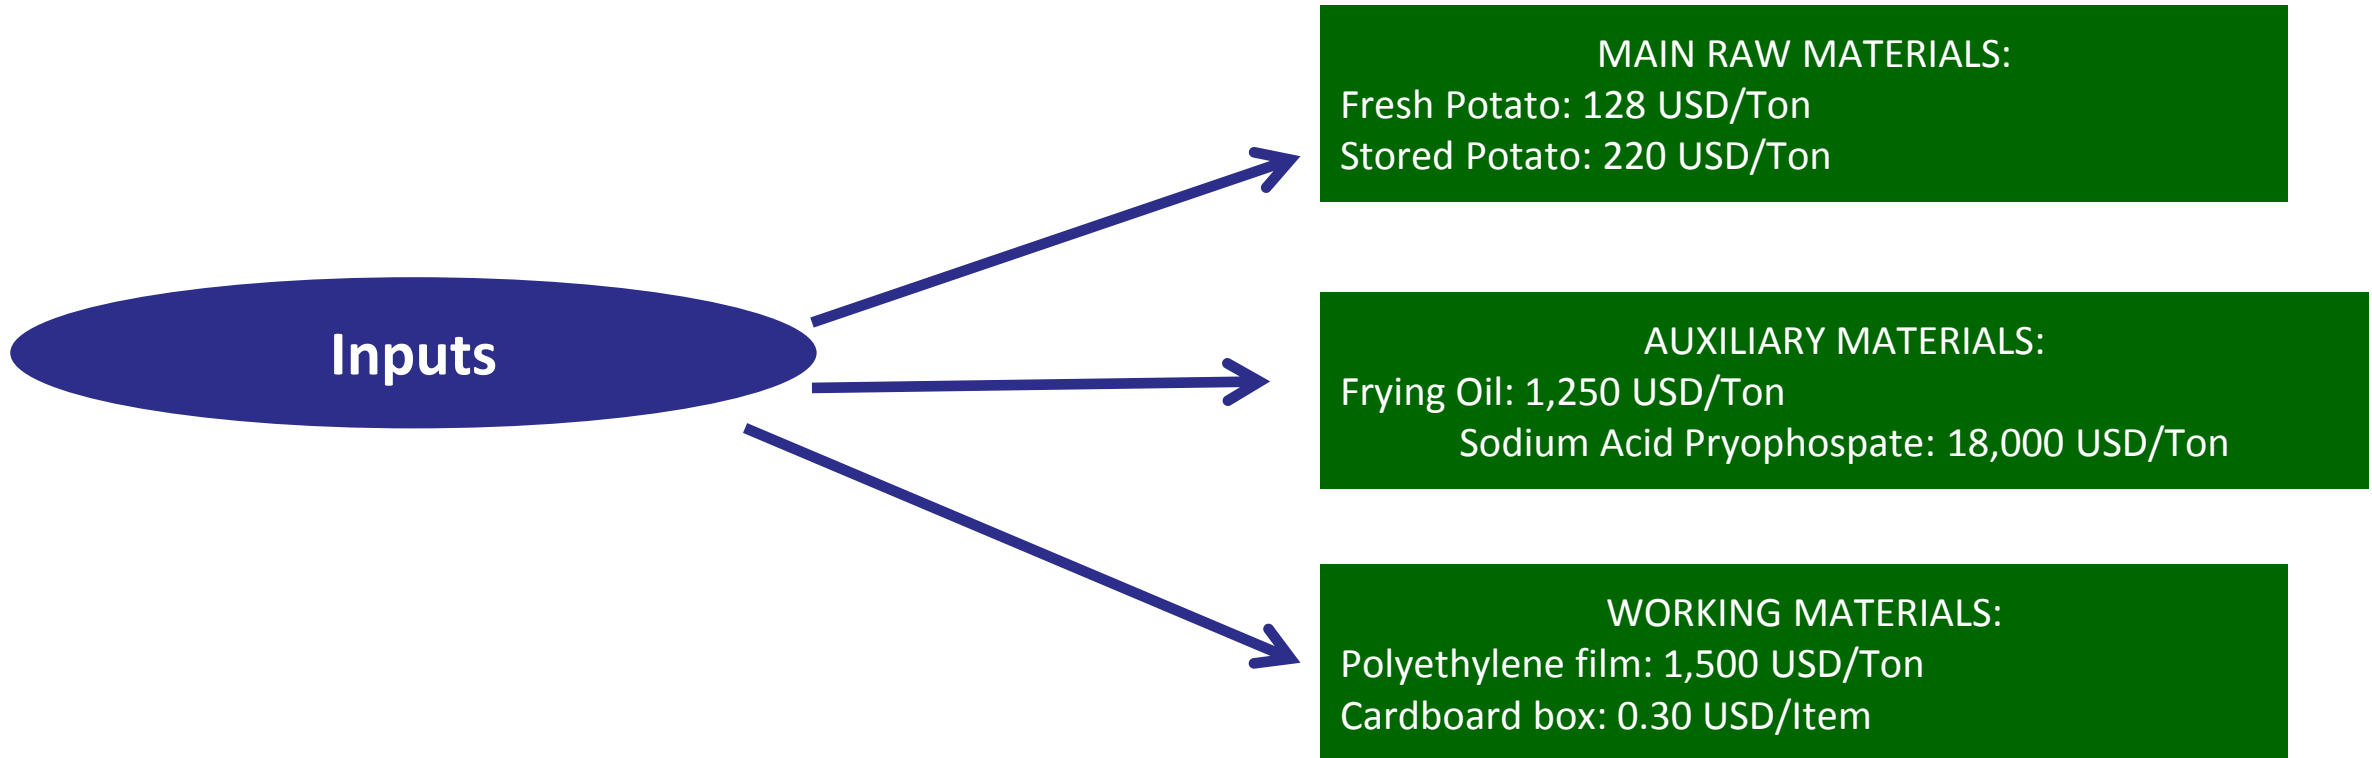 MAIN RAW MATERIALS:
Fresh Potato: 128 USD/Ton
Stored Potato: 220 USD/Ton
Inputs
AUXILIARY MATERIALS:
Frying Oil: 1,250 USD/Ton
Sodium Acid Pryophospate: 18,000 USD/Ton
WORKING MATERIALS:
Polyethylene film: 1,500 USD/Ton
Cardboard box: 0.30 USD/Item